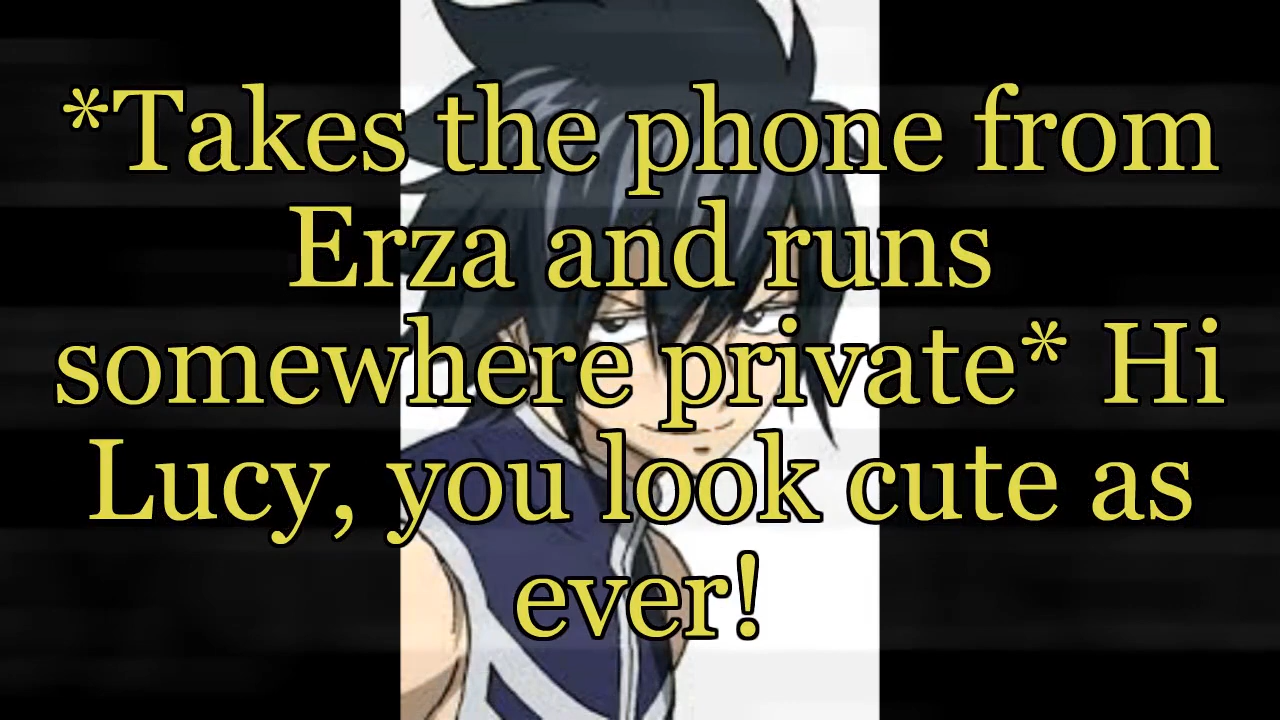 *Takes the phone from
Erza and runs
somewhere private* Hi
Lucy, you look cute as
ever!